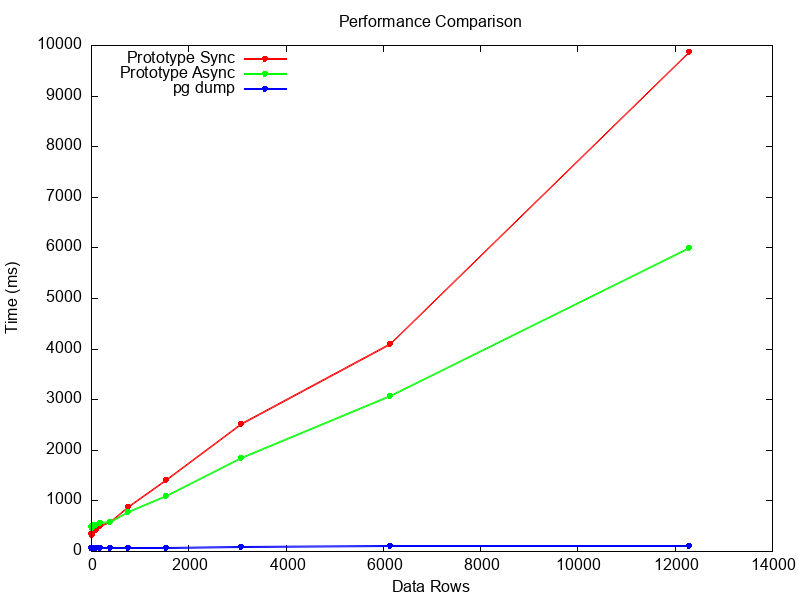 Performance Comparison
Prototype Sync
Prototype Async
pg dump
10000
9000
8000
7000
6000
5000
4000
3000
2000
1000
0
Time (ms)
0 2000 4000 6000 8000 10000 12000 14000
Data Rows